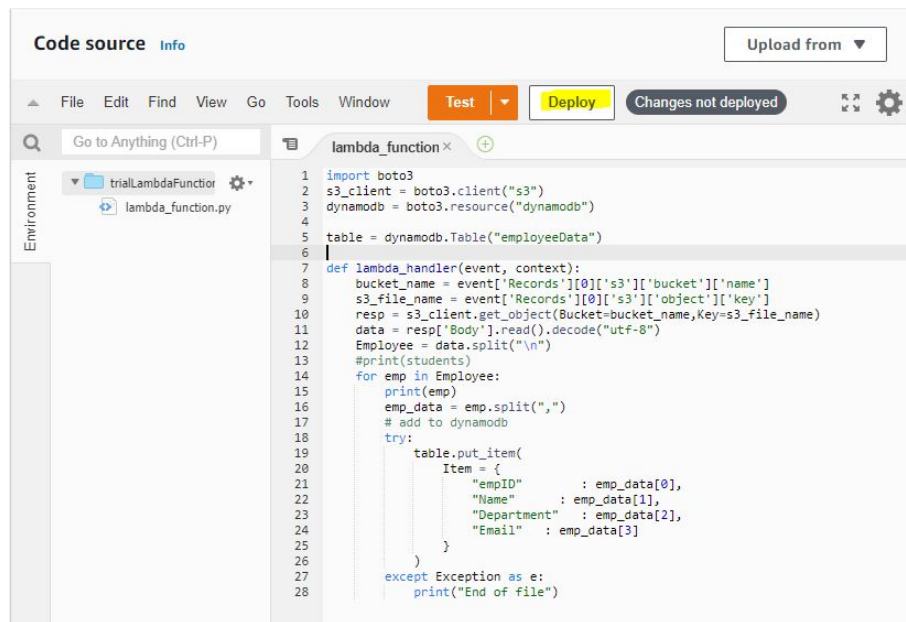 Code source Info
Upload from ▼
File Edit Find View Go Tools Window Test Deploy Changes not deployed
Go to Anything (Ctrl-P)
lambda_function ×
Environment
trialLambdaFunction
lambda_function.py
1 import boto3
2 s3_client = boto3.client("s3")
3 dynamodb = boto3.resource("dynamodb")
4
5 table = dynamodb.Table("employeeData")
6
7 def lambda_handler(event, context):
8     bucket_name = event['Records'][0]['s3']['bucket']['name']
9     s3_file_name = event['Records'][0]['s3']['object']['key']
10     resp = s3_client.get_object(Bucket=bucket_name,Key=s3_file_name)
11     data = resp['Body'].read().decode("utf-8")
12     Employee = data.split("\n")
13     #print(students)
14     for emp in Employee:
15         print(emp)
16         emp_data = emp.split(",")
17         # add to dynamodb
18         try:
19             table.put_item(
20                 Item = {
21                     "empID"        : emp_data[0],
22                     "Name"      : emp_data[1],
23                     "Department"   : emp_data[2],
24                     "Email"   : emp_data[3]
25                 }
26             )
27         except Exception as e:
28             print("End of file")